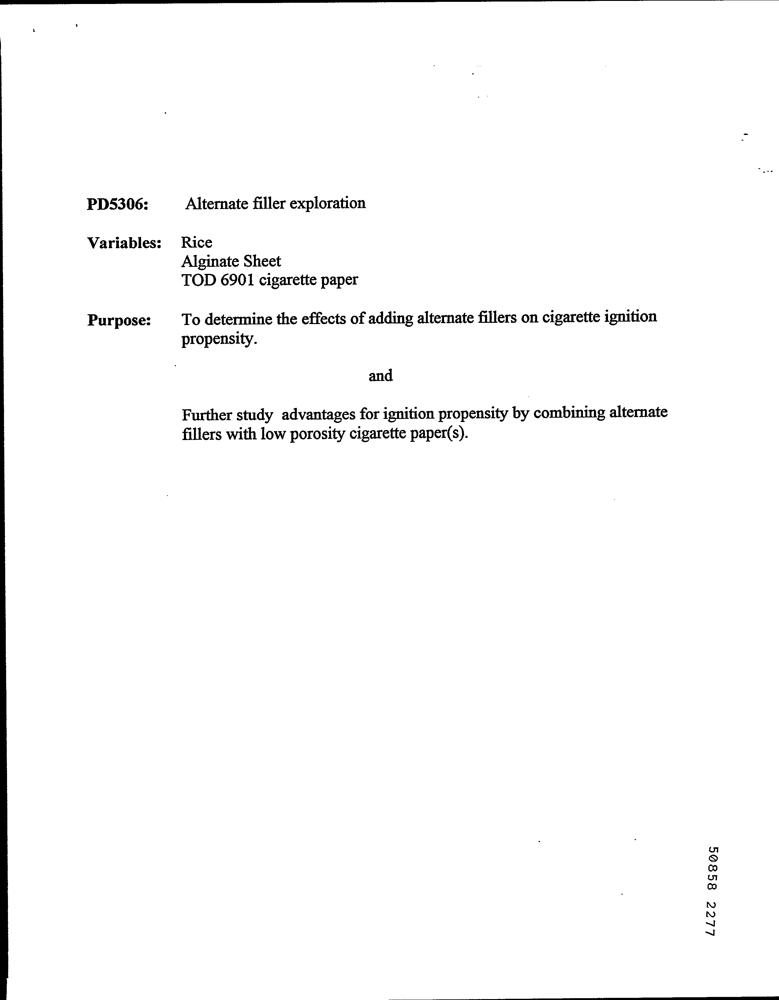 PD5306: Alternate filler exploration
Variables: Rice
Alginate Sheet
TOD 6901 cigarette paper
Purpose: To determine the effects of adding alternate fillers on cigarette ignition
propensity.
and
Further study advantages for ignition propensity by combining alternate
fillers with low porosity cigarette paper(s).
50858 2277